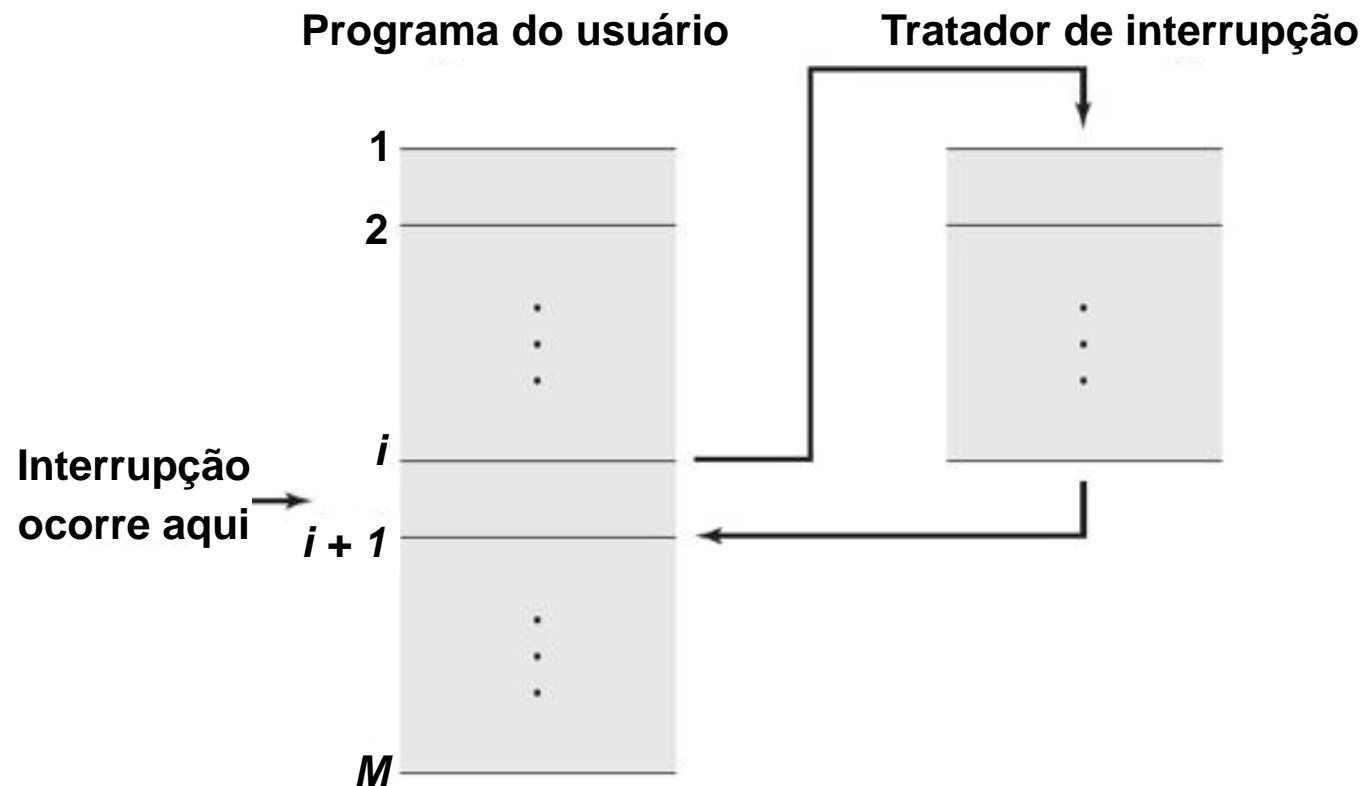 Programa do usuário
Tratador de interrupção
1
2
i
Interrupção
ocorre aqui
i + 1
M